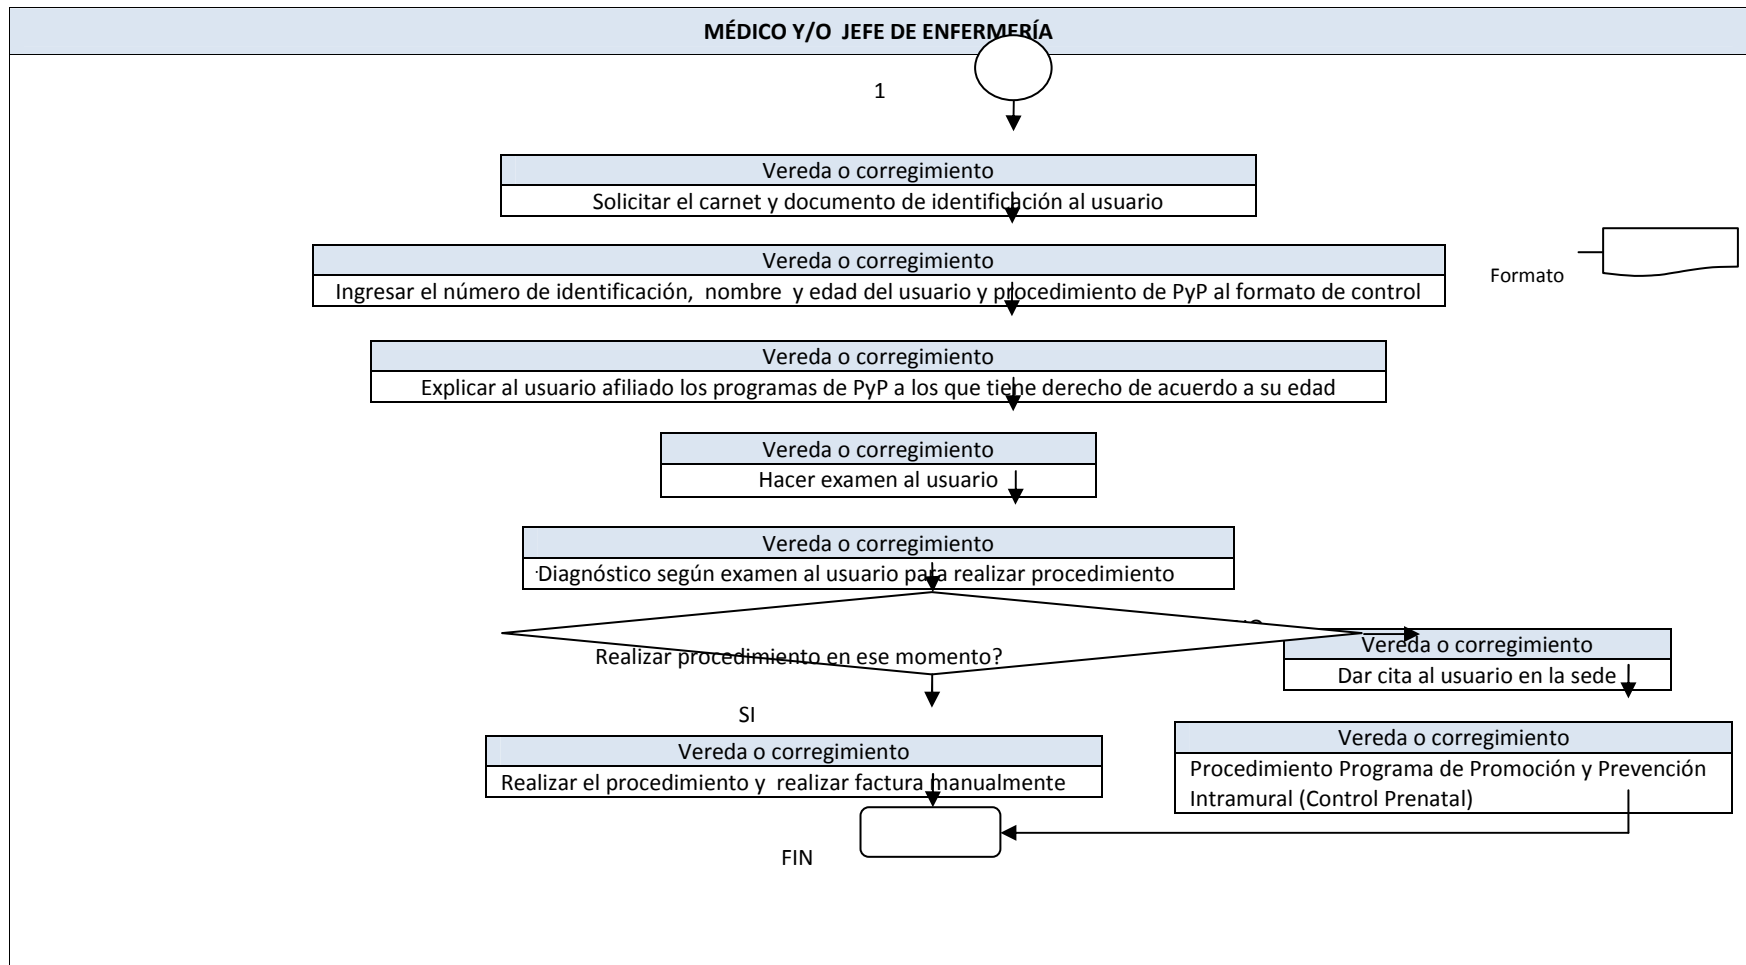 MÉDICO Y/O  JEFE DE ENFERMERÍA
1
Vereda o corregimiento
Solicitar el carnet y documento de identificación al usuario
Vereda o corregimiento
Ingresar el número de identificación,  nombre  y edad del usuario y procedimiento de PyP al formato de control
Formato
Vereda o corregimiento
Explicar al usuario afiliado los programas de PyP a los que tiene derecho de acuerdo a su edad
Vereda o corregimiento
Hacer examen al usuario
Vereda o corregimiento
Diagnóstico según examen al usuario para realizar procedimiento
Realizar procedimiento en ese momento?
Vereda o corregimiento
Dar cita al usuario en la sede
SI
Vereda o corregimiento
Realizar el procedimiento y  realizar factura manualmente
Vereda o corregimiento
Procedimiento Programa de Promoción y Prevención
Intramural (Control Prenatal)
FIN